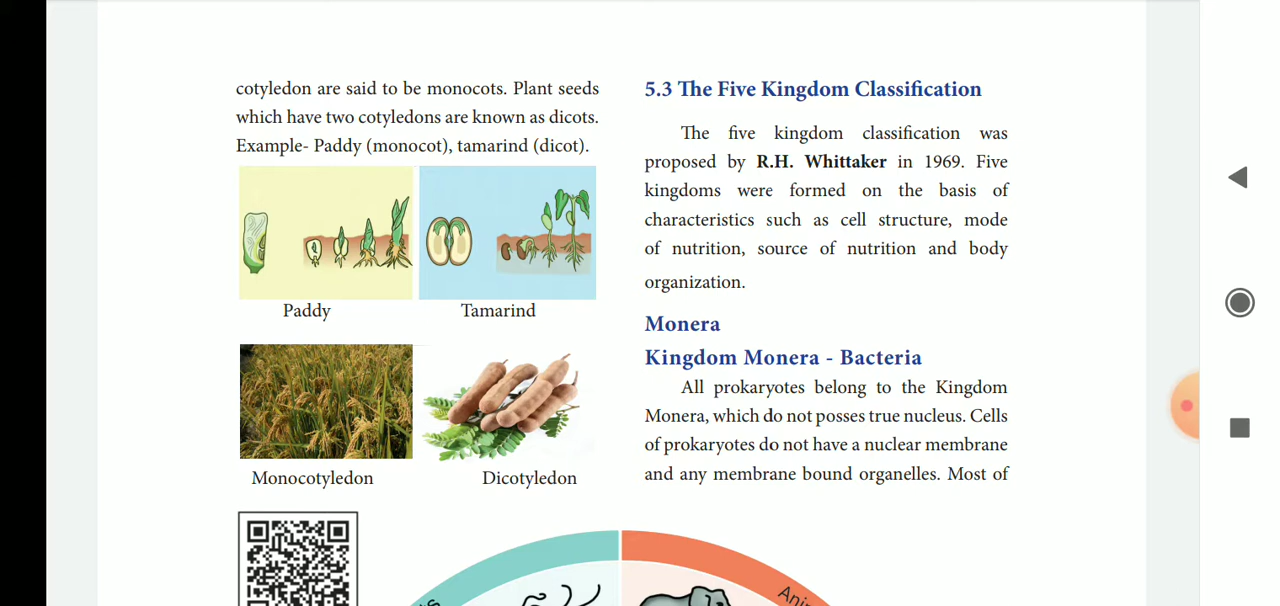 cotyledon are said to be monocots. Plant seeds
which have two cotyledons are known as dicots.
Example- Paddy (monocot), tamarind (dicot).
Paddy
Tamarind
Monocotyledon
Dicotyledon
5.3 The Five Kingdom Classification
The five kingdom classification was
proposed by R.H. Whittaker in 1969. Five
kingdoms were formed on the basis of
characteristics such as cell structure, mode
of nutrition, source of nutrition and body
organization.
Monera
Kingdom Monera - Bacteria
All prokaryotes belong to the Kingdom
Monera, which do not posses true nucleus. Cells
of prokaryotes do not have a nuclear membrane
and any membrane bound organelles. Most of